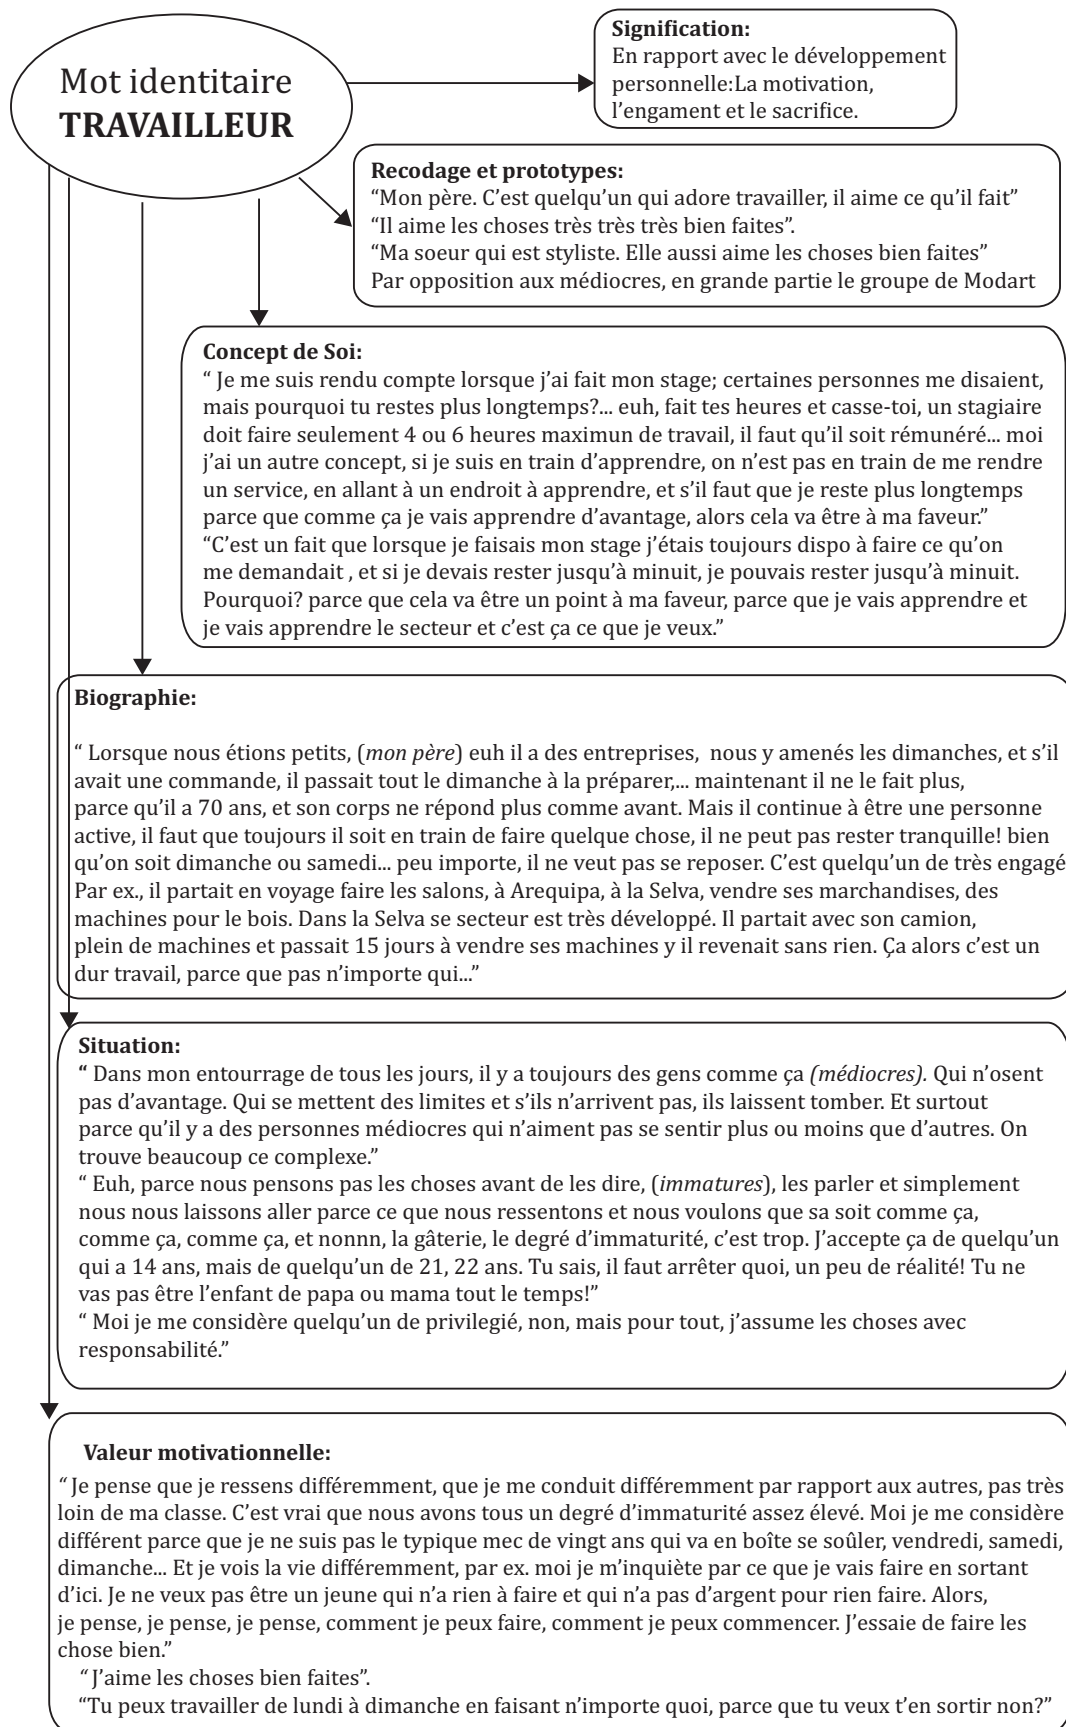 Mot identitaire
TRAVAILLEUR
Signification:
En rapport avec le développement
personnelle:La motivation,
l'engament et le sacrifice.
Recodage et prototypes:
“Mon père. C'est quelqu'un qui adore travailler, il aime ce qu'il fait”
“Il aime les choses très très très bien faites”.
“Ma soeur qui est styliste. Elle aussi aime les choses bien faites”
Par opposition aux médiocres, en grande partie le groupe de Modart
Concept de Soi:
“ Je me suis rendu compte lorsque j'ai fait mon stage; certaines personnes me disaient,
mais pourquoi tu restes plus longtemps?... euh, fait tes heures et casse-toi, un stagiaire
doit faire seulement 4 ou 6 heures maximun de travail, il faut qu'il soit rémunéré... moi
j'ai un autre concept, si je suis en train d'apprendre, on n'est pas en train de me rendre
un service, en allant à un endroit à apprendre, et s'il faut que je reste plus longtemps
parce que comme ça je vais apprendre d'avantage, alors cela va être à ma faveur.”
“C'est un fait que lorsque je faisais mon stage j'étais toujours dispo à faire ce qu'on
me demandait , et si je devais rester jusqu'à minuit, je pouvais rester jusqu'à minuit.
Pourquoi? parce que cela va être un point à ma faveur, parce que je vais apprendre et
je vais apprendre le secteur et c'est ça ce que je veux.”
Biographie:
“ Lorsque nous étions petits, (mon père) euh il a des entreprises, nous y amenés les dimanches, et s'il
avait une commande, il passait tout le dimanche à la préparer,... maintenant il ne le fait plus,
parce qu'il a 70 ans, et son corps ne répond plus comme avant. Mais il continue à être une personne
active, il faut que toujours il soit en train de faire quelque chose, il ne peut pas rester tranquille! bien
qu'on soit dimanche ou samedi... peu importe, il ne veut pas se reposer. C'est quelqu'un de très engagé
Par ex., il partait en voyage faire les salons, à Arequipa, à la Selva, vendre ses marchandises, des
machines pour le bois. Dans la Selva se secteur est très développé. Il partait avec son camion,
plein de machines et passait 15 jours à vendre ses machines y il revenait sans rien. Ça alors c'est un
dur travail, parce que pas n'importe qui...”
Situation:
“ Dans mon entourrage de tous les jours, il y a toujours des gens comme ça (médiocres). Qui n'osent
pas d'avantage. Qui se mettent des limites et s'ils n'arrivent pas, ils laissent tomber. Et surtout
parce qu'il y a des personnes médiocres qui n'aiment pas se sentir plus ou moins que d'autres. On
trouve beaucoup ce complexe.”
“ Euh, parce nous pensons pas les choses avant de les dire, (immatures), les parler et simplement
nous nous laissons aller parce ce que nous ressentons et nous voulons que sa soit comme ça,
comme ça, comme ça, et nonnn, la gâterie, le degré d'immaturité, c'est trop. J'accepte ça de quelqu'un
qui a 14 ans, mais de quelqu'un de 21, 22 ans. Tu sais, il faut arrêter quoi, un peu de réalité! Tu ne
vas pas être l'enfant de papa ou mama tout le temps!”
“ Moi je me considère quelqu'un de privilegié, non, mais pour tout, j'assume les choses avec
responsabilité.”
Valeur motivationnelle:
“ Je pense que je ressens différemment, que je me conduit différemment par rapport aux autres, pas très
loin de ma classe. C'est vrai que nous avons tous un degré d'immaturité assez élevé. Moi je me considère
différent parce que je ne suis pas le typique mec de vingt ans qui va en boîte se soûler, vendredi, samedi,
dimanche... Et je vois la vie différemment, par ex. moi je m'inquiète par ce que je vais faire en sortant
d'ici. Je ne veux pas être un jeune qui n'a rien à faire et qui n'a pas d'argent pour rien faire. Alors,
je pense, je pense, je pense, comment je peux faire, comment je peux commencer. J'essaie de faire les
chose bien.”
“ J'aime les choses bien faites”.
“Tu peux travailler de lundi à dimanche en faisant n'importe quoi, parce que tu veux t'en sortir non?”